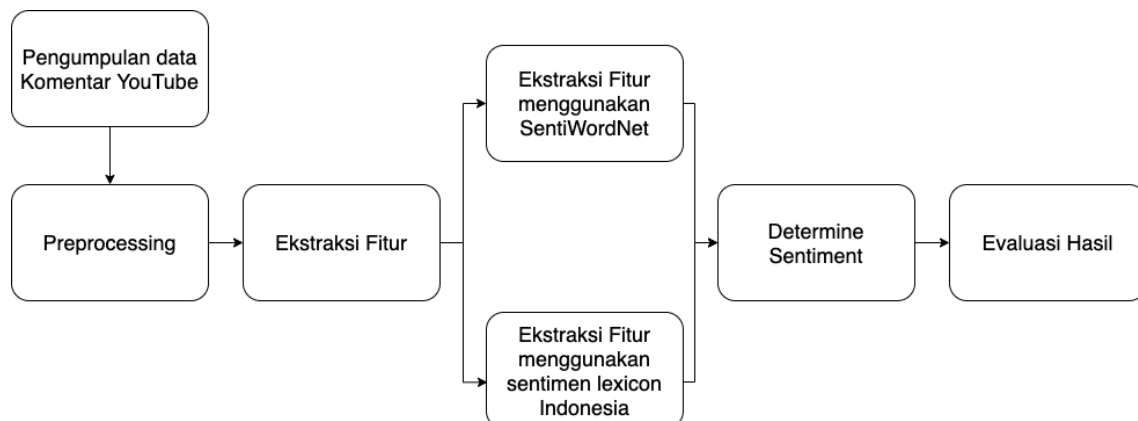 Pengumpulan data
Komentar YouTube
Preprocessing
Ekstraksi Fitur
Ekstraksi Fitur
menggunakan
SentiWordNet
Ekstraksi Fitur
menggunakan
sentimen lexicon
Indonesia
Determine
Sentiment
Evaluasi Hasil